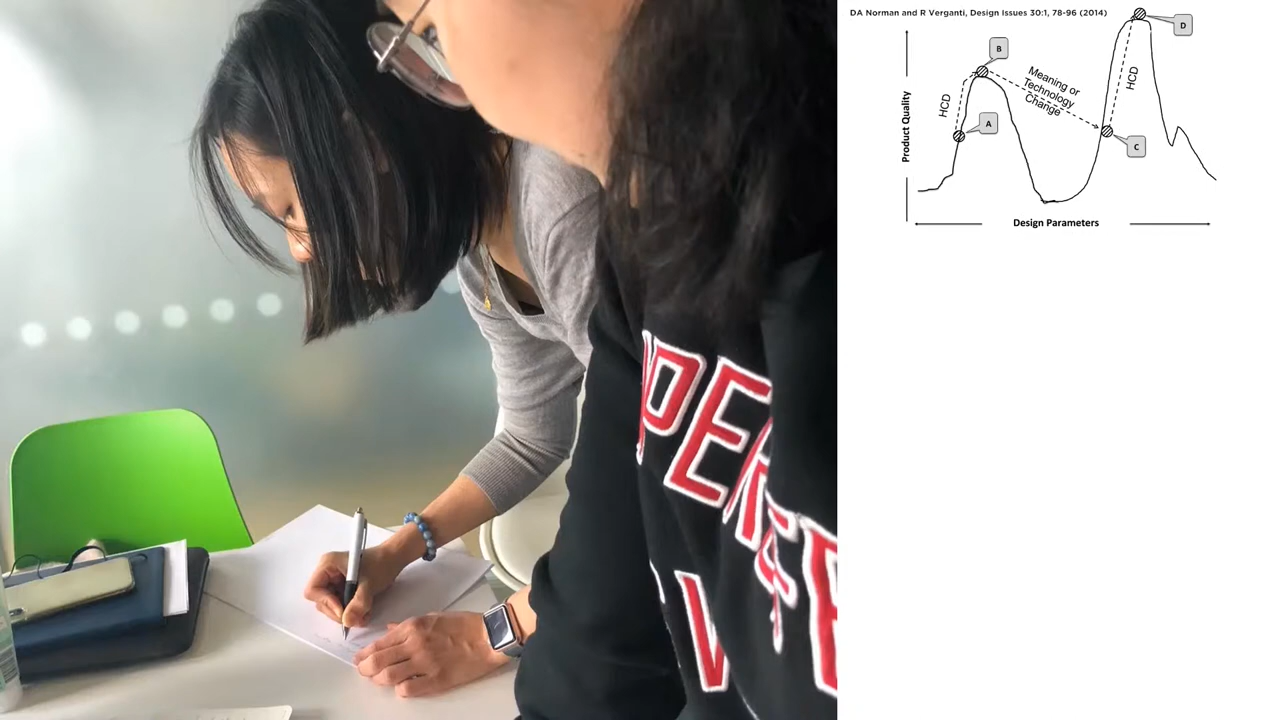 DA Norman and R Verganti, Design Issues 30:1, 78-96 (2014)
D
B
Meaning or
Technology
Change
HCD
HCD
A
C
Product Quality
Design Parameters